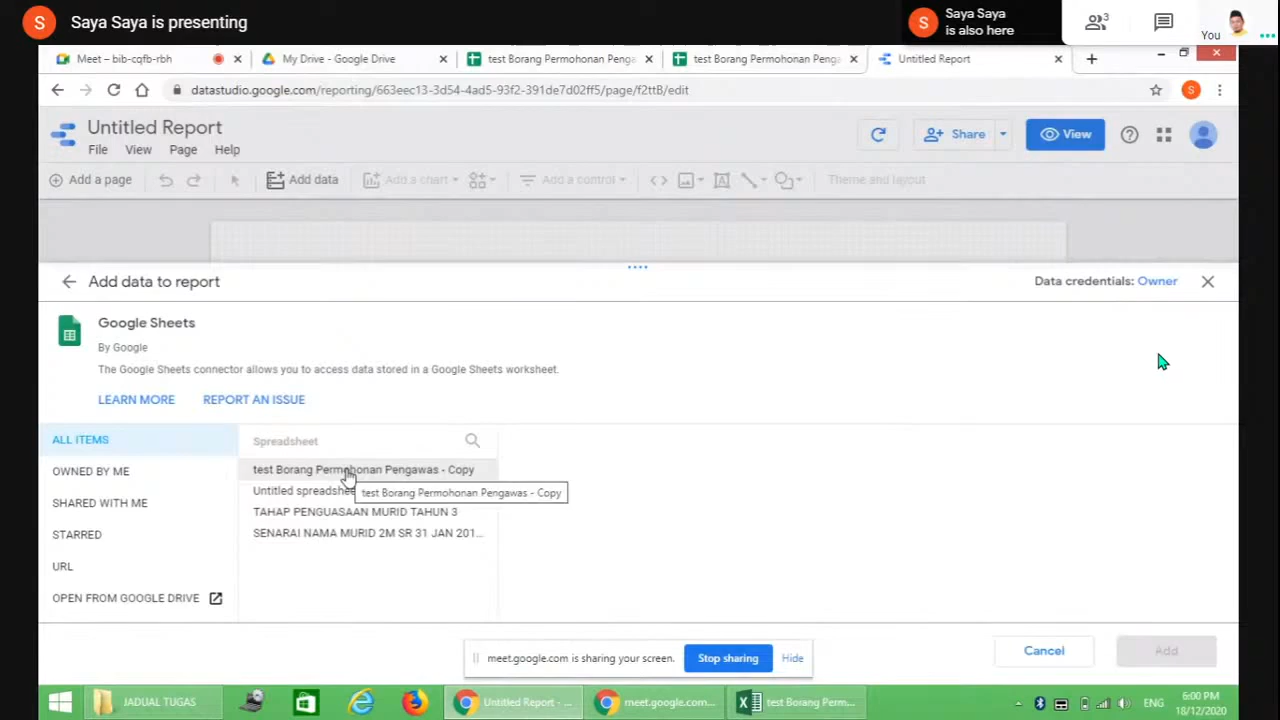 S Saya Saya is presenting
S Saya Saya
is also here
3
You
Meet – bib-cqfb-rbh
My Drive - Google Drive
test Borang Permohonan Penga
test Borang Permohonan Penga
Untitled Report
datastudio.google.com/reporting/663eec13-3d54-4ad5-93f2-391de7d02ff5/page/f2ttB/edit
S
Untitled Report
File View Page Help
Share
View
Add a page
Add data
Add a chart
Add a control
Theme and layout
Add data to report
Data credentials: Owner
Google Sheets
By Google
The Google Sheets connector allows you to access data stored in a Google Sheets worksheet.
LEARN MORE REPORT AN ISSUE
ALL ITEMS
OWNED BY ME
SHARED WITH ME
STARRED
URL
OPEN FROM GOOGLE DRIVE
Spreadsheet
test Borang Permohonan Pengawas - Copy
Untitled spreadshee
test Borang Permohonan Pengawas - Copy
TAHAP PENGUASAAN MURID TAHUN 3
SENARAI NAMA MURID 2M SR 31 JAN 201...
meet.google.com is sharing your screen. Stop sharing Hide
Cancel
Add
JADUAL TUGAS
Untitled Report - ...
meet.google.com...
test Borang Perm...
ENG
6:00 PM
18/12/2020